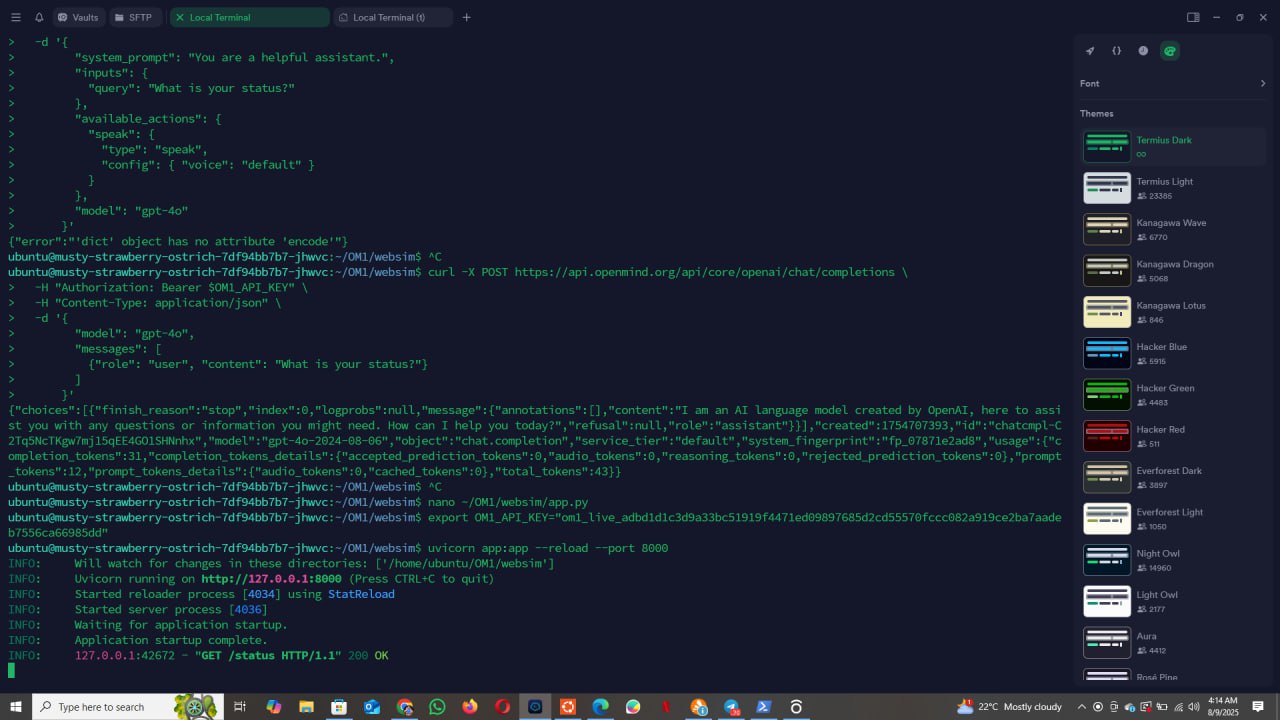 Vaults
SFTP
Local Terminal
Local Terminal (1)
>   -d '{
>         "system_prompt": "You are a helpful assistant.",
>         "inputs": {
>           "query": "What is your status?"
>         },
>         "available_actions": {
>           "speak": {
>             "type": "speak",
>             "config": { "voice": "default" }
>           }
>         },
>         "model": "gpt-4o"
>       }'
{"error":"'dict' object has no attribute 'encode'"}
ubuntu@musty-strawberry-ostrich-7df94bb7b7-jhwvc:~/OM1/websim$ ^C
ubuntu@musty-strawberry-ostrich-7df94bb7b7-jhwvc:~/OM1/websim$ curl -X POST https://api.openmind.org/api/core/openai/chat/completions \
>   -H "Authorization: Bearer $OM1_API_KEY" \
>   -H "Content-Type: application/json" \
>   -d '{
>         "model": "gpt-4o",
>         "messages": [
>           {"role": "user", "content": "What is your status?"}
>         ]
>       }'
{"choices":[{"finish_reason":"stop","index":0,"logprobs":null,"message":{"annotations":[],"content":"I am an AI language model created by OpenAI, here to assi
st you with any questions or information you might need. How can I help you today?","refusal":null,"role":"assistant"}}],"created":1754707393,"id":"chatcmpl-C
2Tq5NcTKgw7mj15qEE4GO1SHNnhx","model":"gpt-4o-2024-08-06","object":"chat.completion","service_tier":"default","system_fingerprint":"fp_07871e2ad8","usage":{"c
ompletion_tokens":31,"completion_tokens_details":{"accepted_prediction_tokens":0,"audio_tokens":0,"reasoning_tokens":0,"rejected_prediction_tokens":0},"prompt
_tokens":12,"prompt_tokens_details":{"audio_tokens":0,"cached_tokens":0},"total_tokens":43}}
ubuntu@musty-strawberry-ostrich-7df94bb7b7-jhwvc:~/OM1/websim$ ^C
ubuntu@musty-strawberry-ostrich-7df94bb7b7-jhwvc:~/OM1/websim$ nano ~/OM1/websim/app.py
ubuntu@musty-strawberry-ostrich-7df94bb7b7-jhwvc:~/OM1/websim$ export OM1_API_KEY=
ubuntu@musty-strawberry-ostrich-7df94bb7b7-jhwvc:~/OM1/websim$ uvicorn app:app --reload --port 8000
INFO:     Will watch for changes in these directories: ['/home/ubuntu/OM1/websim']
INFO:     Uvicorn running on http://127.0.0.1:8000 (Press CTRL+C to quit)
INFO:     Started reloader process [4034] using StatReload
INFO:     Started server process [4036]
INFO:     Waiting for application startup.
INFO:     Application startup complete.
INFO:     127.0.0.1:42672 - "GET /status HTTP/1.1" 200 OK
Font
Themes
Termius Dark
∞
Termius Light
23385
Kanagawa Wave
6770
Kanagawa Dragon
5068
Kanagawa Lotus
846
Hacker Blue
5915
Hacker Green
4483
Hacker Red
511
Everforest Dark
3897
Everforest Light
1050
Night Owl
14960
Light Owl
2177
Aura
4412
Rosé Pine
Type here to search
22°C Mostly cloudy
4:14 AM
8/9/2025